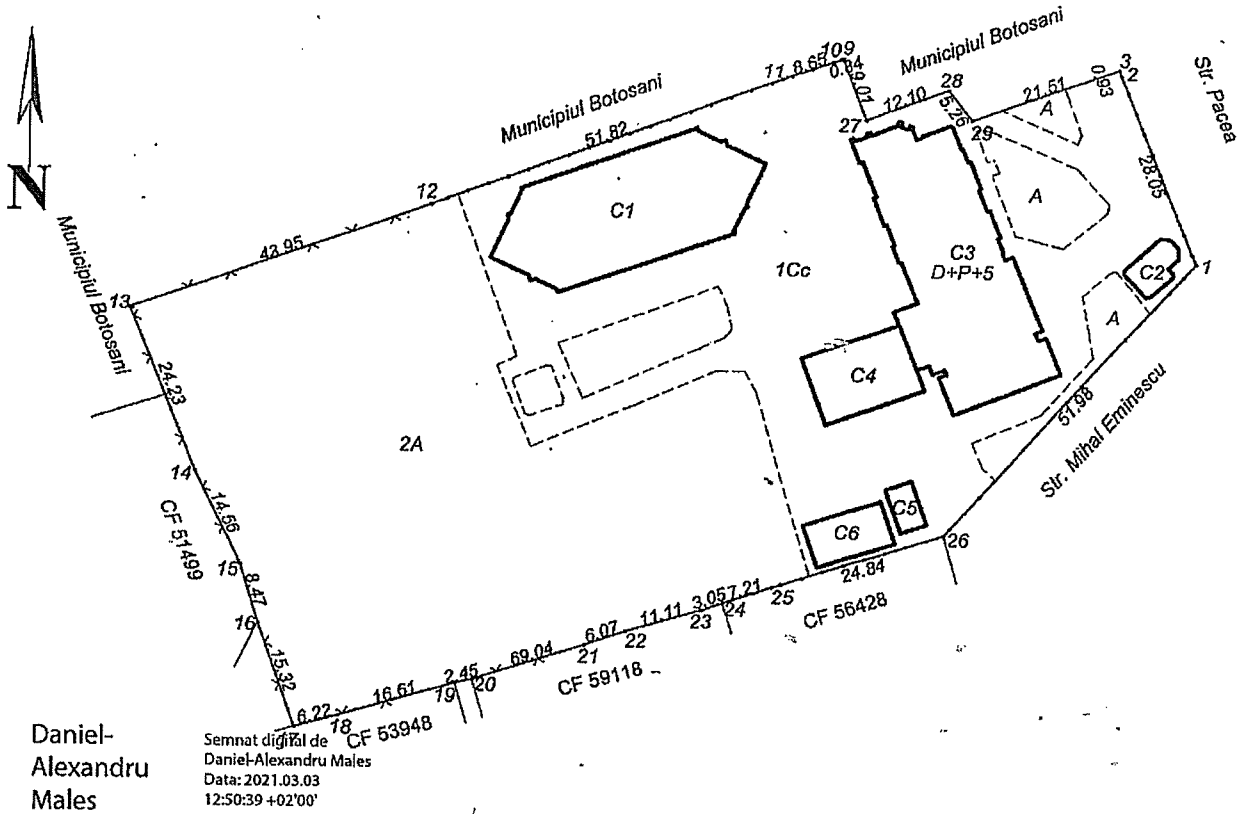 N
Municipiul Botosani
Municipiul Botosani
Municipiul Botosani
Str. Pacea
Str. Mihai Eminescu
109
11
8.65
0.84
9.01
27
12.10
28
5.26
29
21.51
0.93
3
2
28.05
1
51.98
26
24.84
25
7.21
24
3.05
23
11.11
22
6.07
21
69.04
20
2.45
19
16.61
18
6.22
17
15.32
16
8.47
15
14.56
14
24.23
13
43.95
12
51.82
C1
1Cc
C3
D+P+5
C2
A
A
A
C4
C5
C6
2A
CF 51499
CF 53948
CF 59118
CF 56428
Daniel-
Alexandru
Males
Semnat digital de
Daniel-Alexandru Males
Data: 2021.03.03
12:50:39 +02'00'